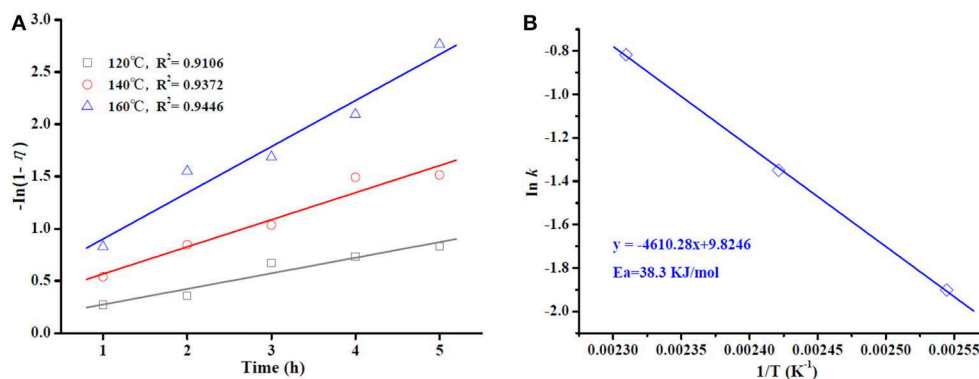 A
3.0
2.5
2.0
1.5
1.0
0.5
0.0
-In(1- η)
120℃, R²= 0.9106
140℃, R²= 0.9372
160℃, R²= 0.9446
1 2 3 4 5
Time (h)
B
-0.8
-1.0
-1.2
-1.4
-1.6
-1.8
-2.0
ln k
y = -4610.28x+9.8246
Ea=38.3 KJ/mol
0.00230 0.00235 0.00240 0.00245 0.00250 0.00255
1/T (K⁻¹)